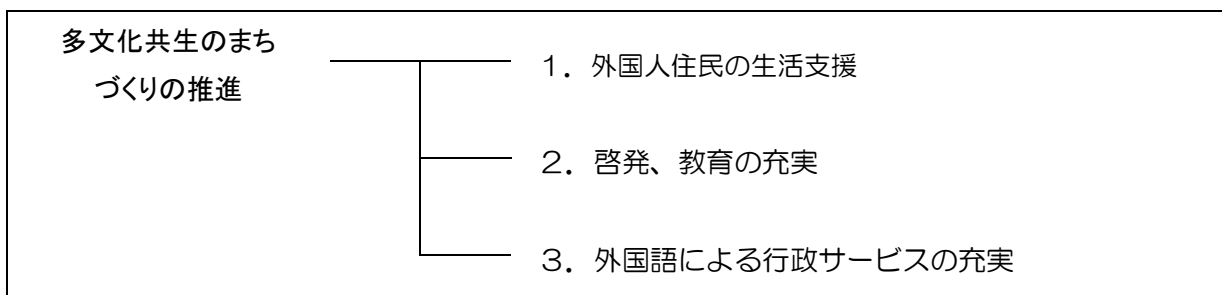 多文化共生のまち
づくりの推進
１．外国人住民の生活支援
２．啓発、教育の充実
３．外国語による行政サービスの充実